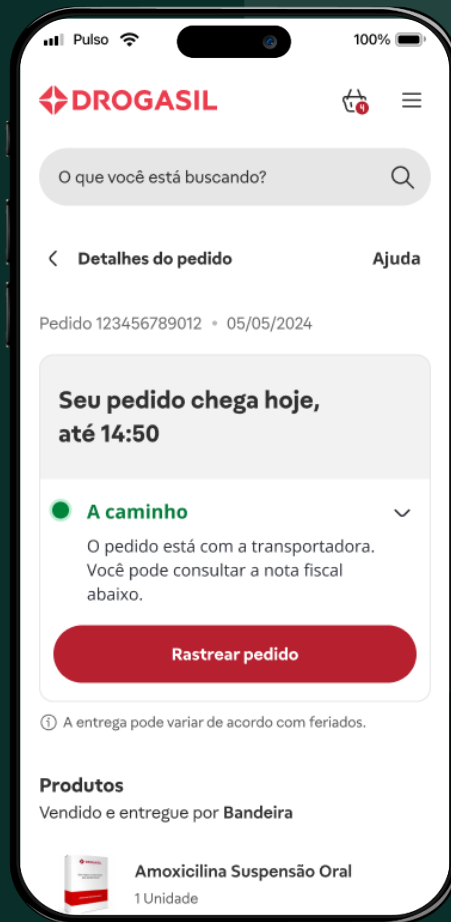 Pulso 100%
DROGASIL 4
O que você está buscando?
Detalhes do pedido Ajuda
Pedido 123456789012 • 05/05/2024
Seu pedido chega hoje,
até 14:50
A caminho
O pedido está com a transportadora.
Você pode consultar a nota fiscal
abaixo.
Rastrear pedido
A entrega pode variar de acordo com feriados.
Produtos
Vendido e entregue por Bandeira
DROGASIL
Amoxicilina Suspensão Oral
1 Unidade